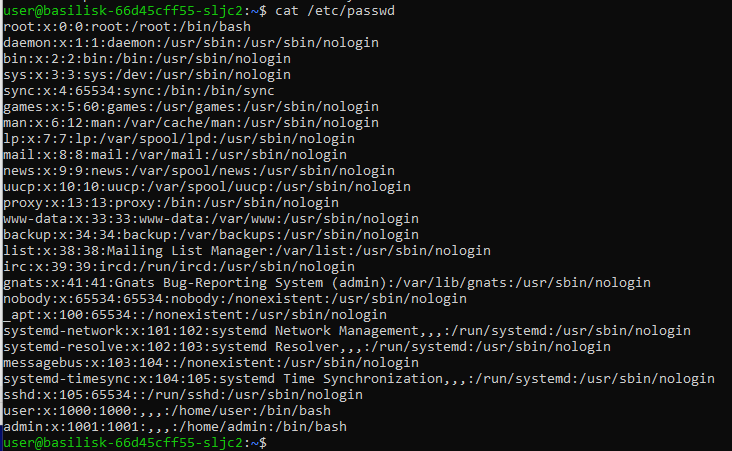 user@basilisk-66d45cff55-sljc2:~$ cat /etc/passwd
root:x:0:0:root:/root:/bin/bash
daemon:x:1:1:daemon:/usr/sbin:/usr/sbin/nologin
bin:x:2:2:bin:/bin:/usr/sbin/nologin
sys:x:3:3:sys:/dev:/usr/sbin/nologin
sync:x:4:65534:sync:/bin:/bin/sync
games:x:5:60:games:/usr/games:/usr/sbin/nologin
man:x:6:12:man:/var/cache/man:/usr/sbin/nologin
lp:x:7:7:lp:/var/spool/lpd:/usr/sbin/nologin
mail:x:8:8:mail:/var/mail:/usr/sbin/nologin
news:x:9:9:news:/var/spool/news:/usr/sbin/nologin
uucp:x:10:10:uucp:/var/spool/uucp:/usr/sbin/nologin
proxy:x:13:13:proxy:/bin:/usr/sbin/nologin
www-data:x:33:33:www-data:/var/www:/usr/sbin/nologin
backup:x:34:34:backup:/var/backups:/usr/sbin/nologin
list:x:38:38:Mailing List Manager:/var/list:/usr/sbin/nologin
irc:x:39:39:ircd:/run/ircd:/usr/sbin/nologin
gnats:x:41:41:Gnats Bug-Reporting System (admin):/var/lib/gnats:/usr/sbin/nologin
nobody:x:65534:65534:nobody:/nonexistent:/usr/sbin/nologin
_apt:x:100:65534::/nonexistent:/usr/sbin/nologin
systemd-network:x:101:102:systemd Network Management,,,:/run/systemd:/usr/sbin/nologin
systemd-resolve:x:102:103:systemd Resolver,,,:/run/systemd:/usr/sbin/nologin
messagebus:x:103:104::/nonexistent:/usr/sbin/nologin
systemd-timesync:x:104:105:systemd Time Synchronization,,,:/run/systemd:/usr/sbin/nologin
sshd:x:105:65534::/run/sshd:/usr/sbin/nologin
user:x:1000:1000:,,,:/home/user:/bin/bash
admin:x:1001:1001:,,,:/home/admin:/bin/bash
user@basilisk-66d45cff55-sljc2:~$